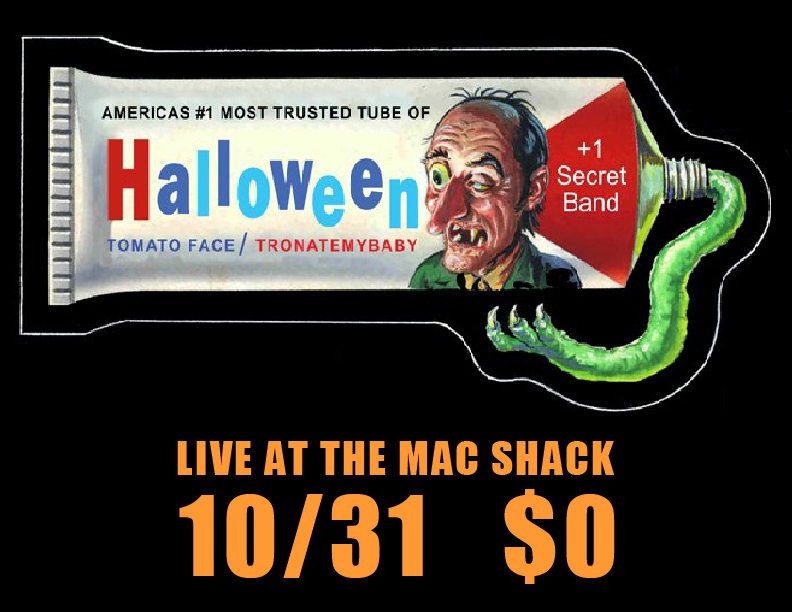 AMERICAS #1 MOST TRUSTED TUBE OF
Halloween
TOMATO FACE/ TRONATEMYBABY
+1
Secret
Band
LIVE AT THE MAC SHACK
10/31 $0